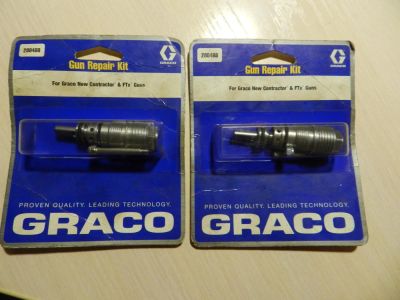 288488
GRACO
Gun Repair Kit
For Graco New Contractor & FTx Guns
PROVEN QUALITY. LEADING TECHNOLOGY.
GRACO
288488
GRACO
Gun Repair Kit
For Graco New Contractor & FTx Guns
PROVEN QUALITY. LEADING TECHNOLOGY.
GRACO